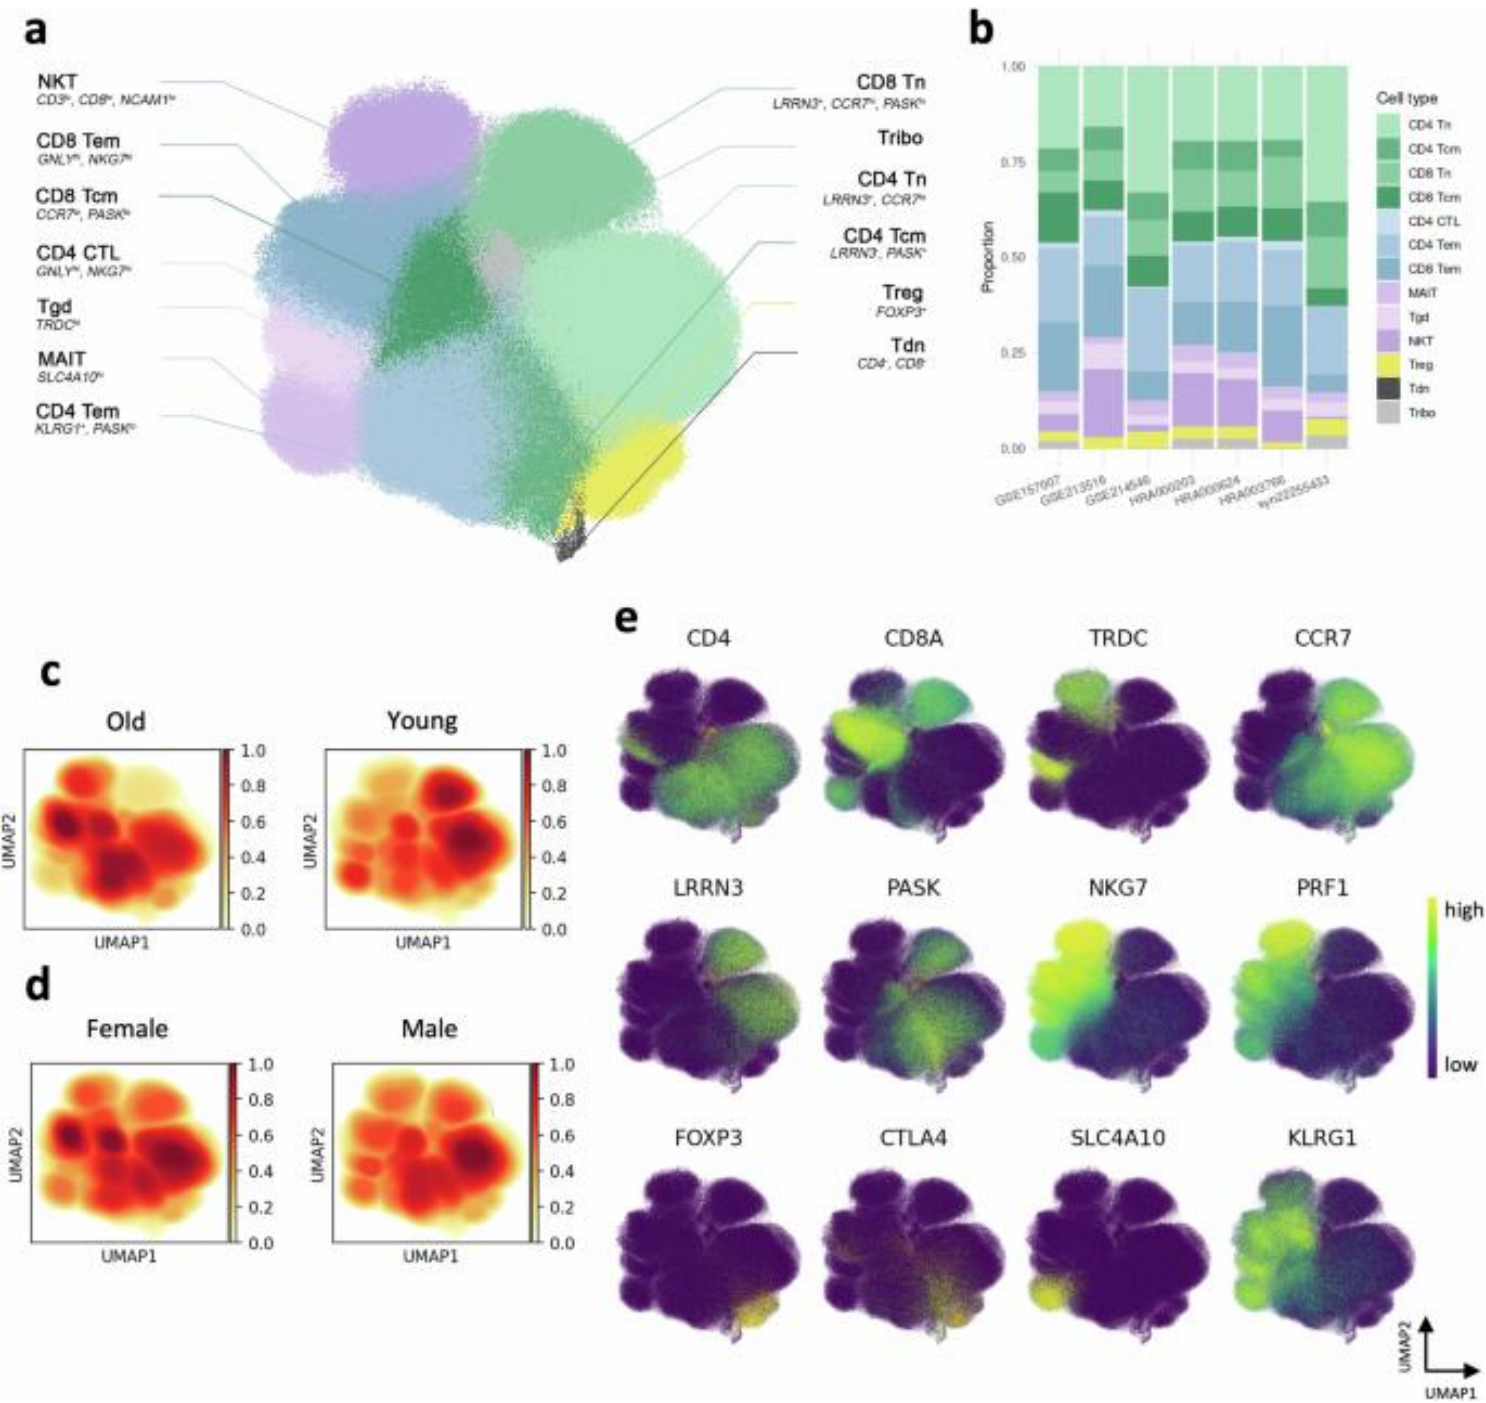 a
NKT
CD3ʰⁱ, CD8ˡᵒ, NCAM1ʰⁱ
CD8 Tem
GNLYʰⁱ, NKG7ʰⁱ
CD8 Tcm
CCR7ˡᵒ, PASKʰⁱ
CD4 CTL
GNLYʰⁱ, NKG7ʰⁱ
Tgd
TRDCʰⁱ
MAIT
SLC4A10ʰⁱ
CD4 Tem
KLRG1⁺, PASKˡᵒ
CD8 Tn
LRRN3⁺, CCR7ʰⁱ, PASKʰⁱ
Tribo
CD4 Tn
LRRN3⁺, CCR7ʰⁱ
CD4 Tcm
LRRN3⁻, PASK⁺
Treg
FOXP3⁺
Tdn
CD4⁻, CD8⁻
b
Proportion
1.00
0.75
0.50
0.25
0.00
GSE157007
GSE213516
GSE214546
HRA000203
HRA000624
HRA003766
syn22255433
Cell type
CD4 Tn
CD4 Tcm
CD8 Tn
CD8 Tcm
CD4 CTL
CD4 Tem
CD8 Tem
MAIT
Tgd
NKT
Treg
Tdn
Tribo
c
Old
UMAP2
UMAP1
1.0
0.8
0.6
0.4
0.2
0.0
Young
UMAP2
UMAP1
1.0
0.8
0.6
0.4
0.2
0.0
d
Female
UMAP2
UMAP1
1.0
0.8
0.6
0.4
0.2
0.0
Male
UMAP2
UMAP1
1.0
0.8
0.6
0.4
0.2
0.0
e
CD4 CD8A TRDC CCR7
LRRN3 PASK NKG7 PRF1
high
low
FOXP3 CTLA4 SLC4A10 KLRG1
UMAP2
UMAP1